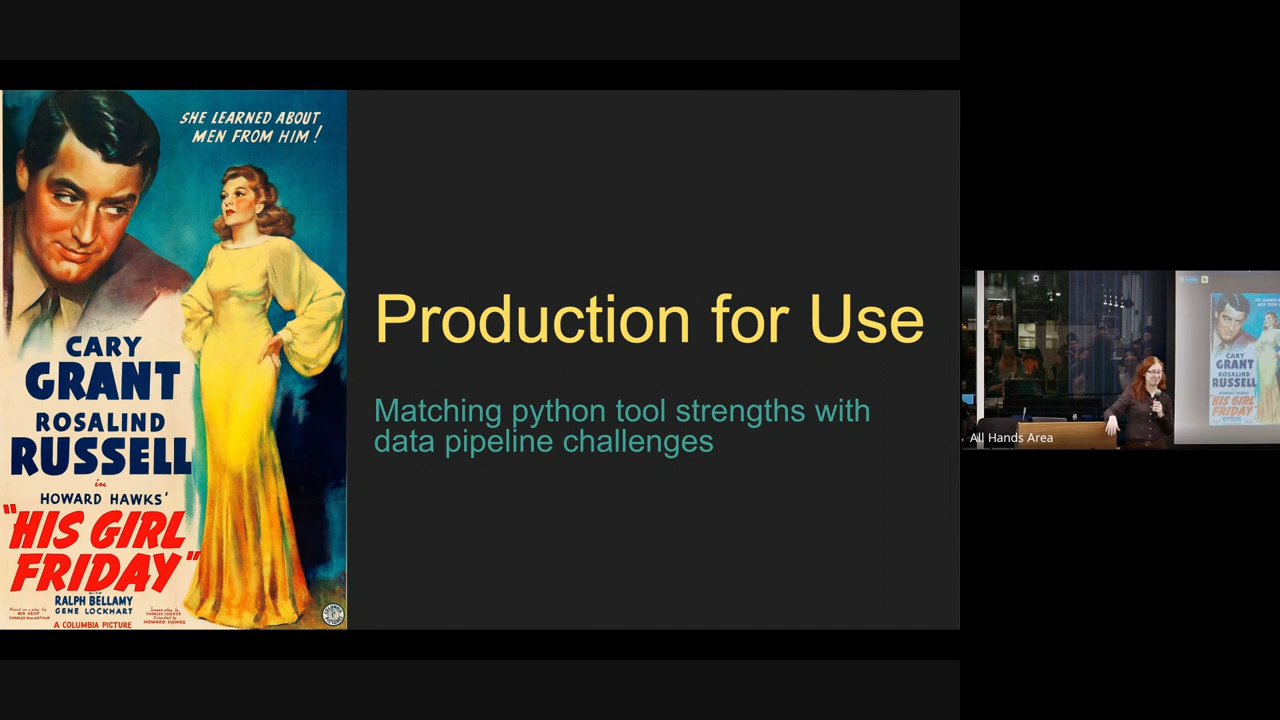 SHE LEARNED ABOUT
MEN FROM HIM!
CARY
GRANT
ROSALIND
RUSSELL
in
HOWARD HAWKS'
"HIS GIRL
FRIDAY"
WITH
RALPH BELLAMY
GENE LOCKHART
A COLUMBIA PICTURE
Production for Use
Matching python tool strengths with
data pipeline challenges
CARY
GRANT
ROSALIND
RUSSELL
"HIS GIRL
FRIDAY"
All Hands Area